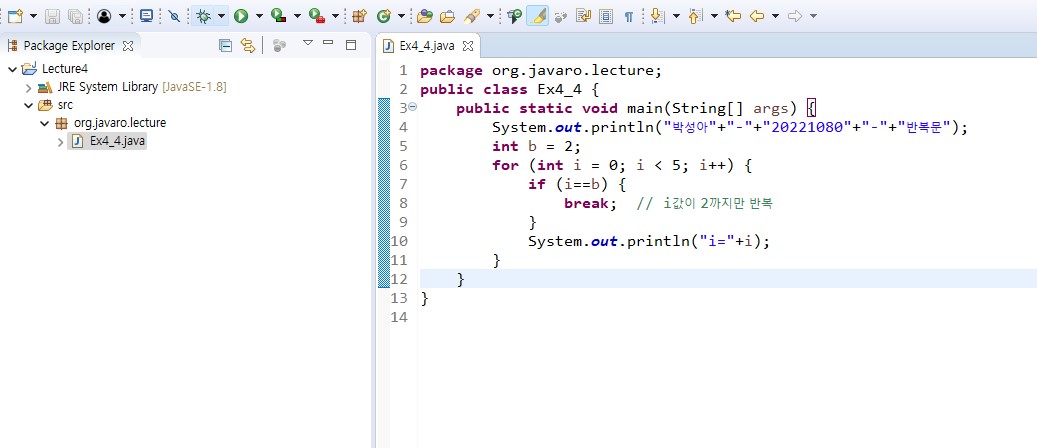 Package Explorer
Lecture4
JRE System Library [JavaSE-1.8]
src
org.javaro.lecture
Ex4_4.java
Ex4_4.java
1 package org.javaro.lecture;
2 public class Ex4_4 {
3 public static void main(String[] args) {
4 System.out.println("박성아"+"-"+"20221080"+"-"+"반복문");
5 int b = 2;
6 for (int i = 0; i < 5; i++) {
7 if (i==b) {
8 break; // i값이 2까지만 반복
9 }
10 System.out.println("i="+i);
11 }
12 }
13 }
14